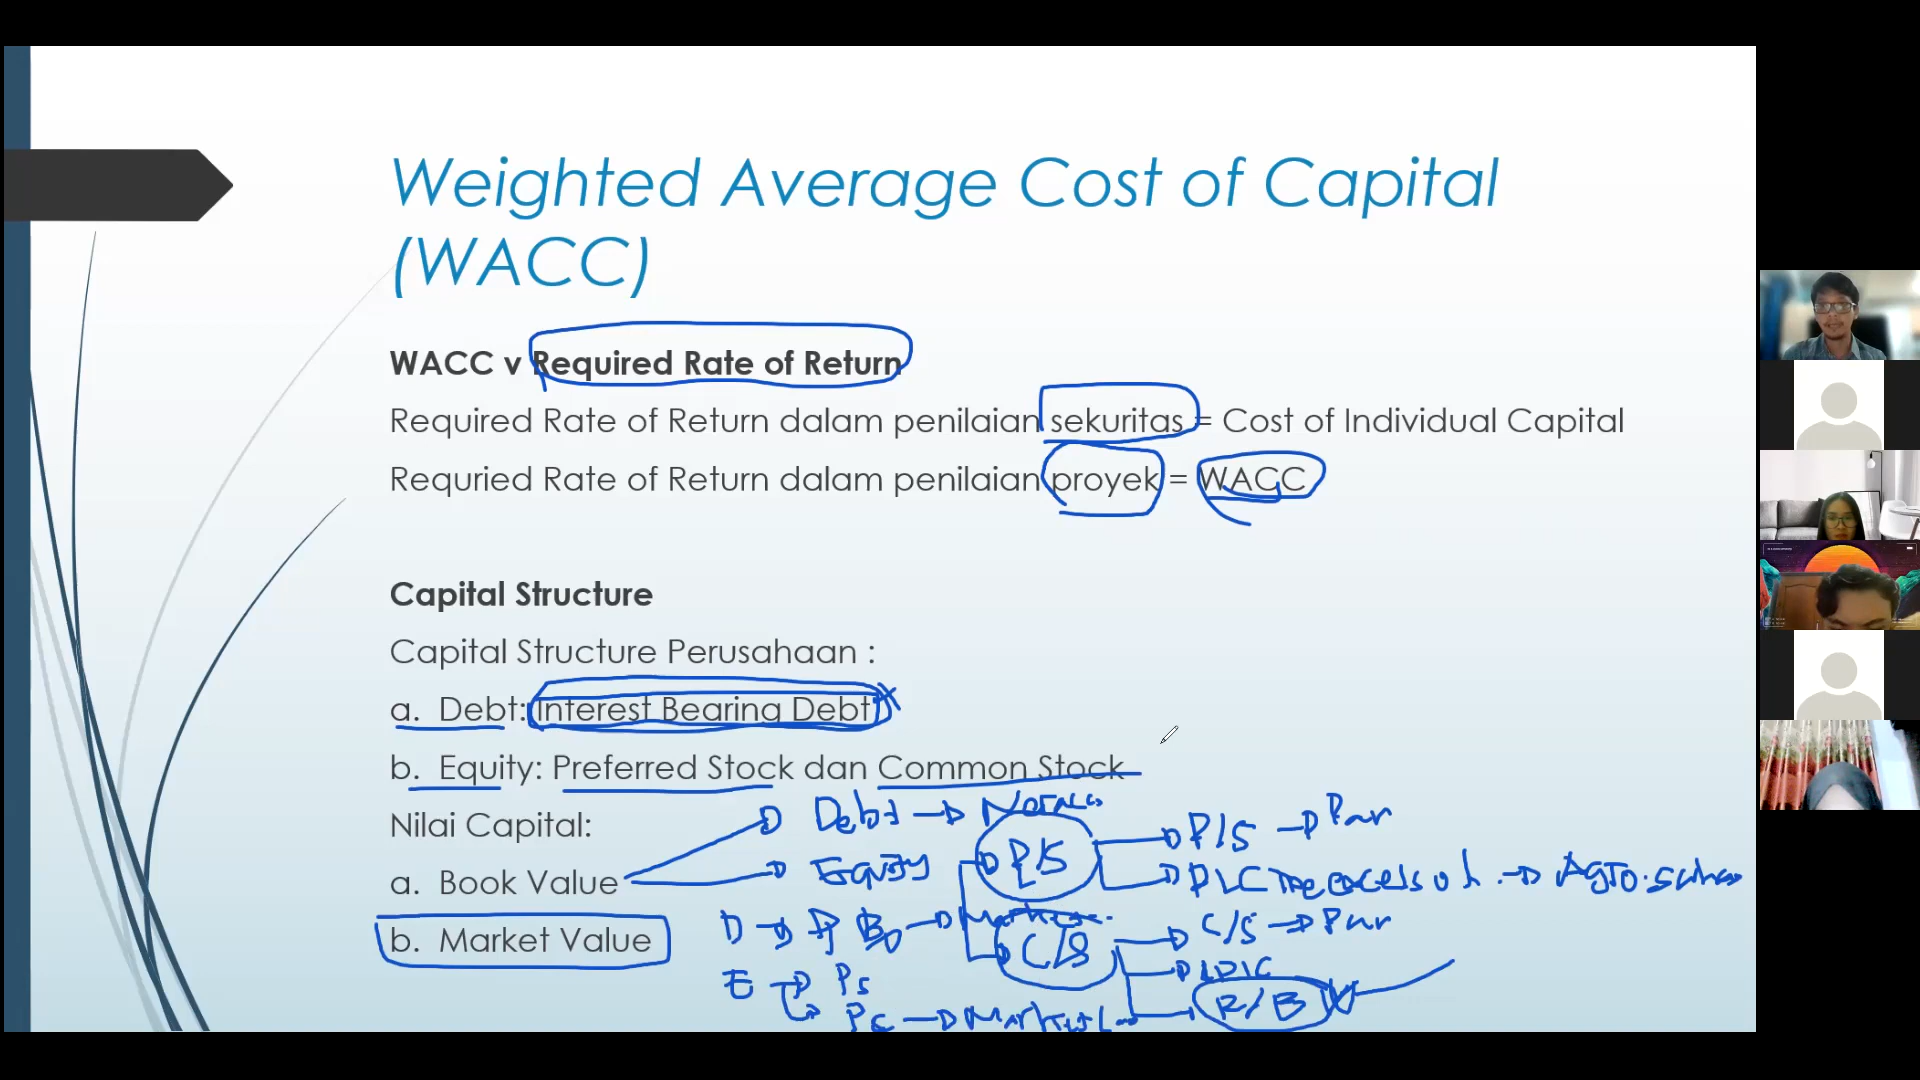 Weighted Average Cost of Capital
(WACC)
WACC v Required Rate of Return
Required Rate of Return dalam penilaian sekuritas = Cost of Individual Capital
Requried Rate of Return dalam penilaian proyek = WACC
Capital Structure
Capital Structure Perusahaan :
a. Debt: Interest Bearing Debt
b. Equity: Preferred Stock dan Common Stock
Nilai Capital:
a. Book Value
b. Market Value
Debt →
Equity
P/S
P/S → Par
C/S
C/S → Par
D →
E → Ps
R/E